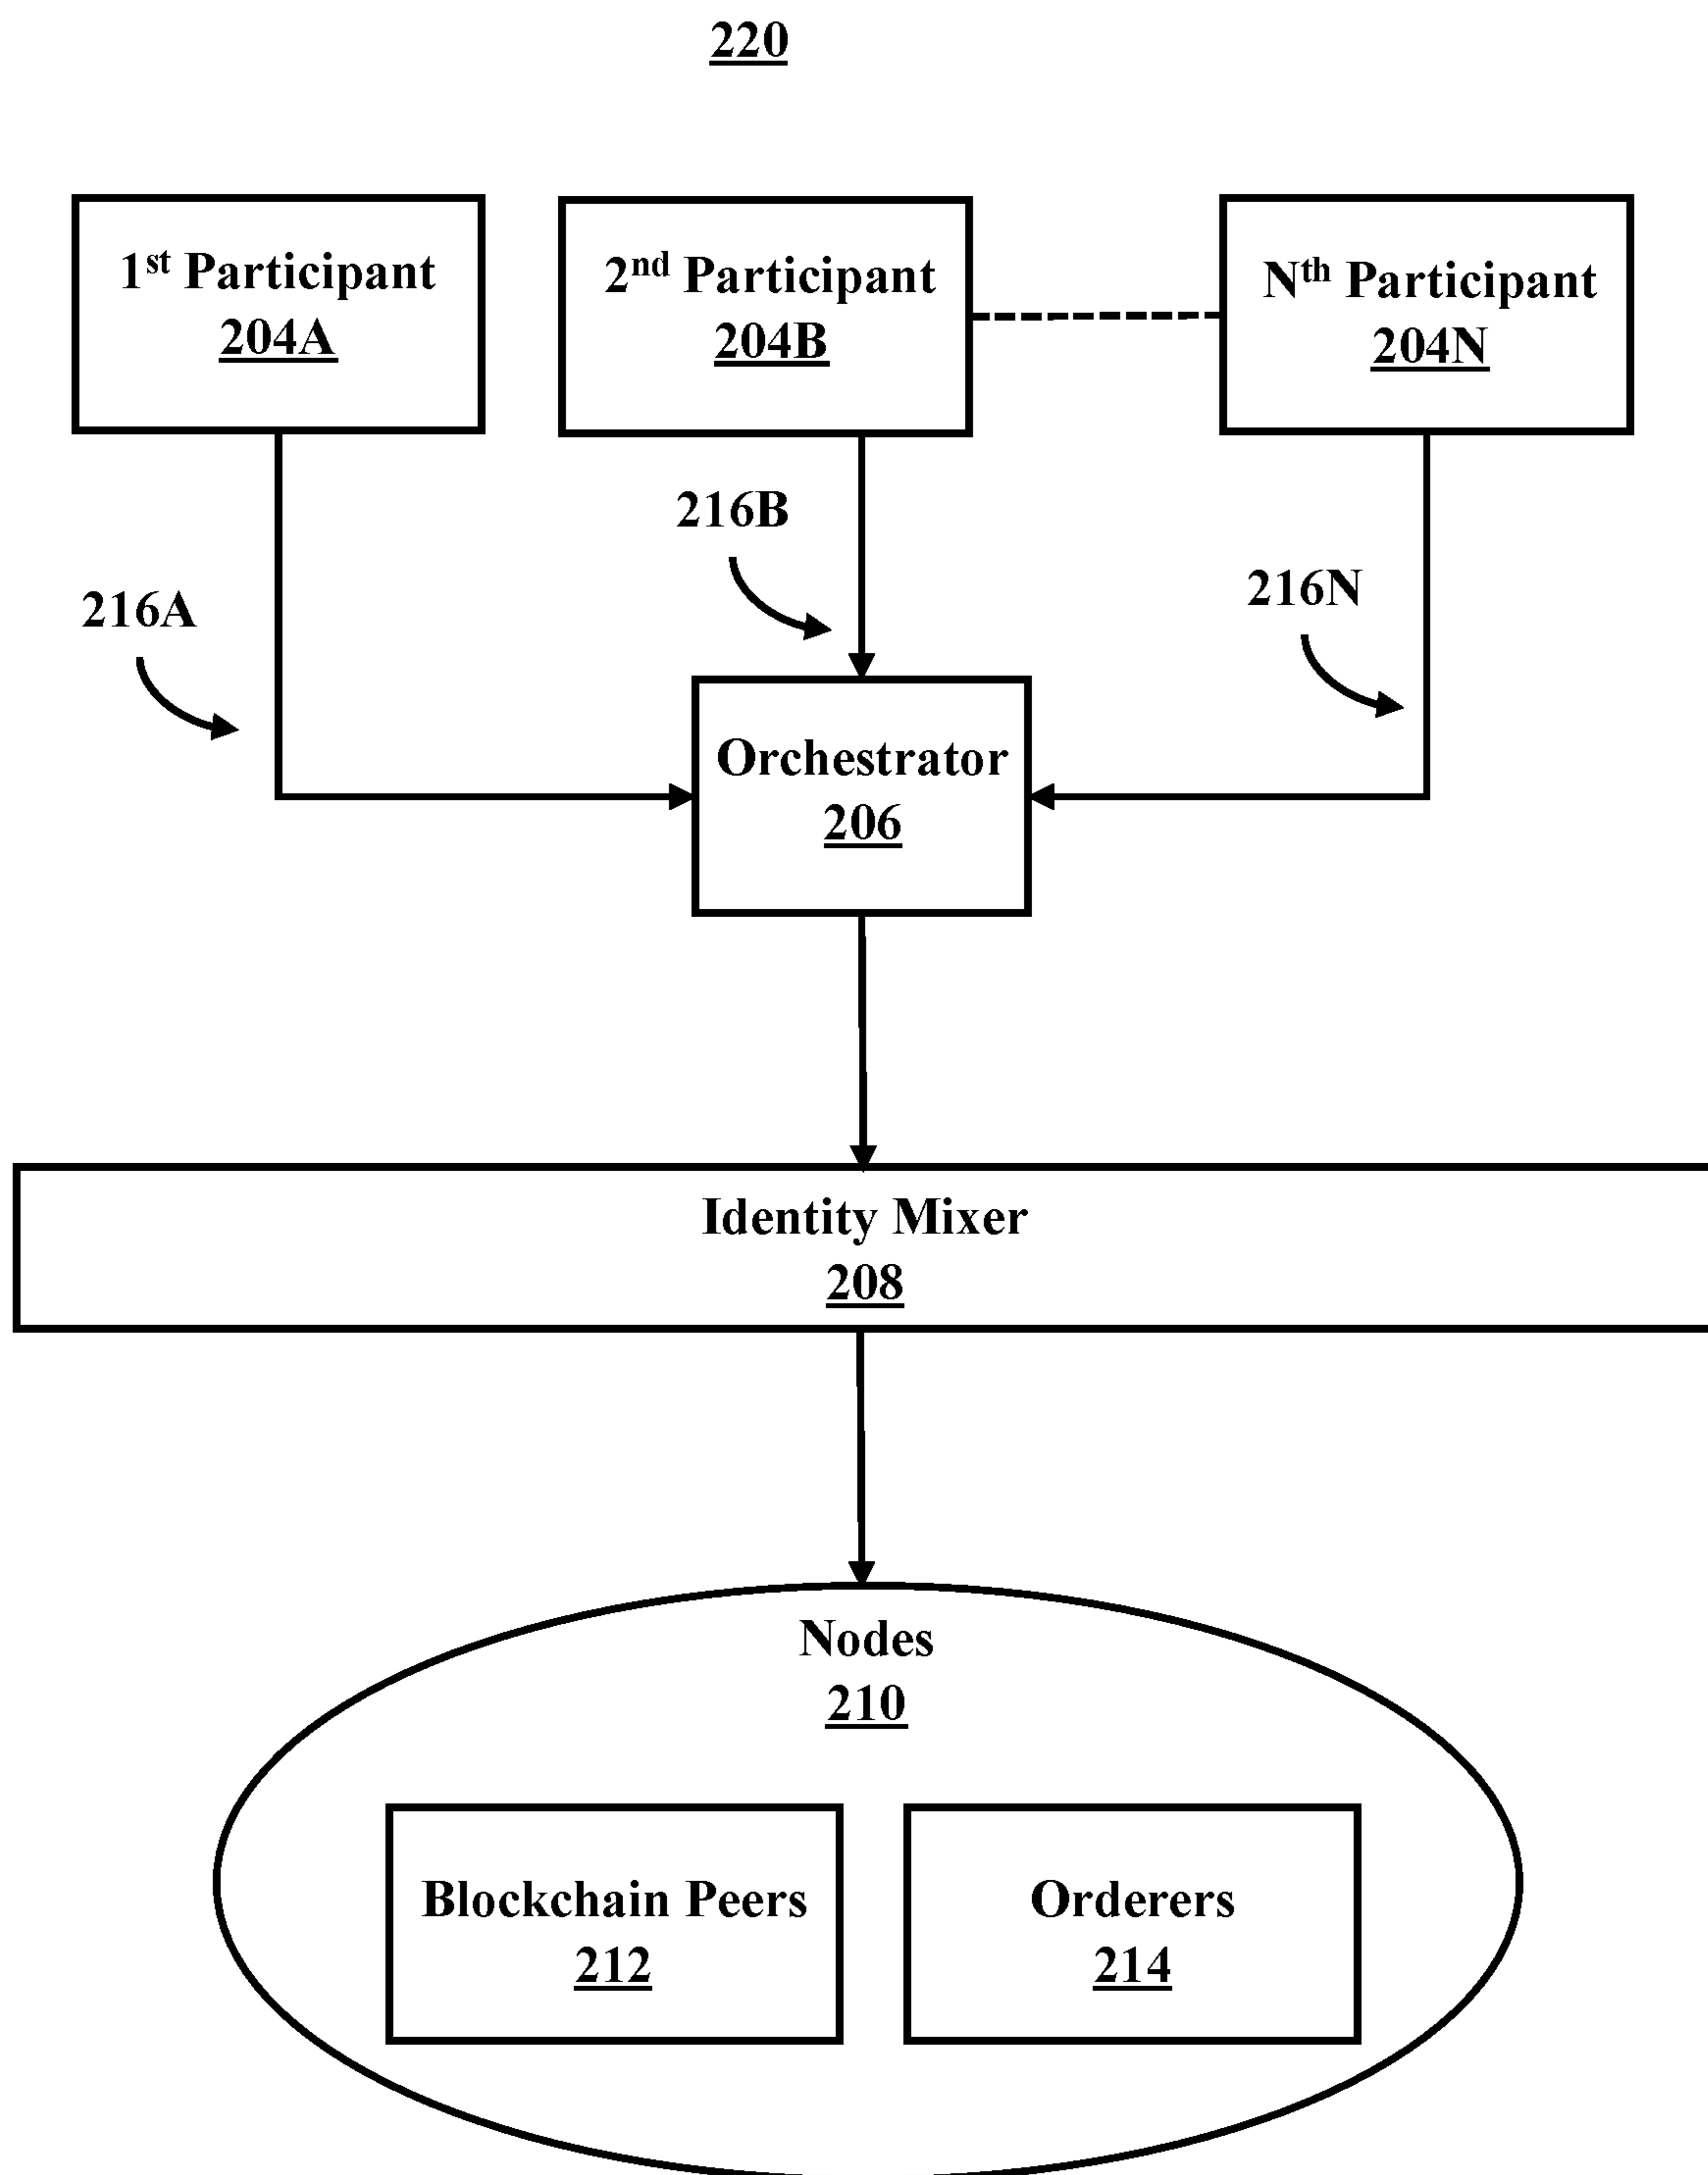 220
1st Participant
204A
2nd Participant
204B
Nth Participant
204N
216B
216N
216A
Orchestrator
206
Identity Mixer
208
Nodes
210
Blockchain Peers
212
Orderers
214